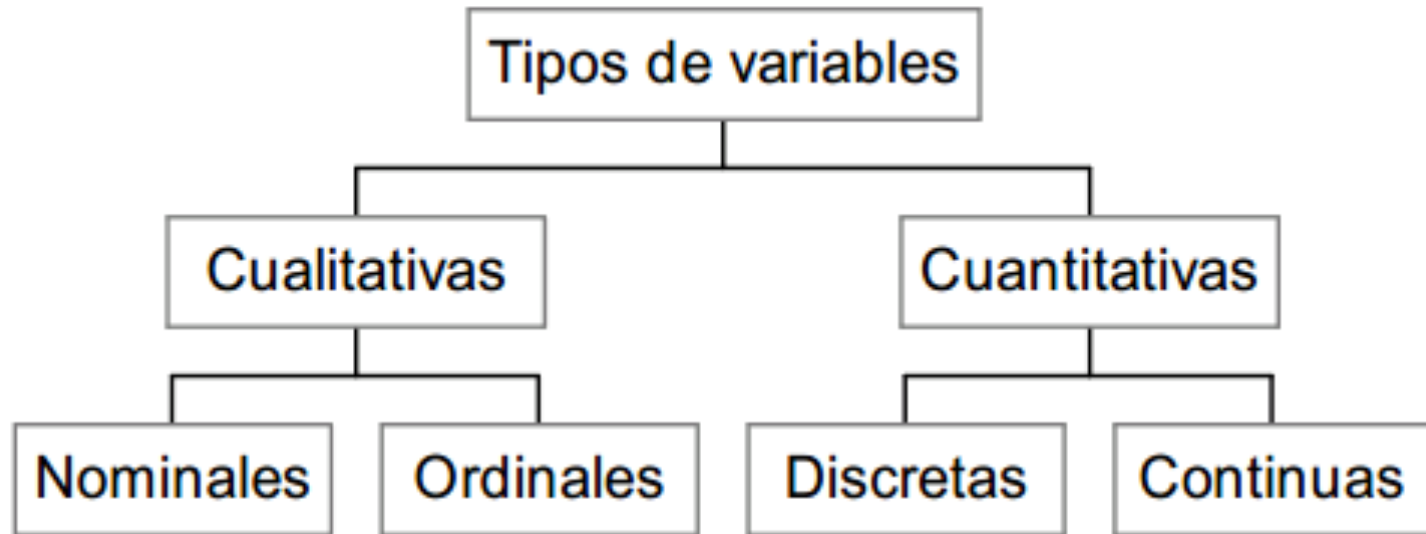 Tipos de variables
Cualitativas
Cuantitativas
Nominales
Ordinales
Discretas
Continuas